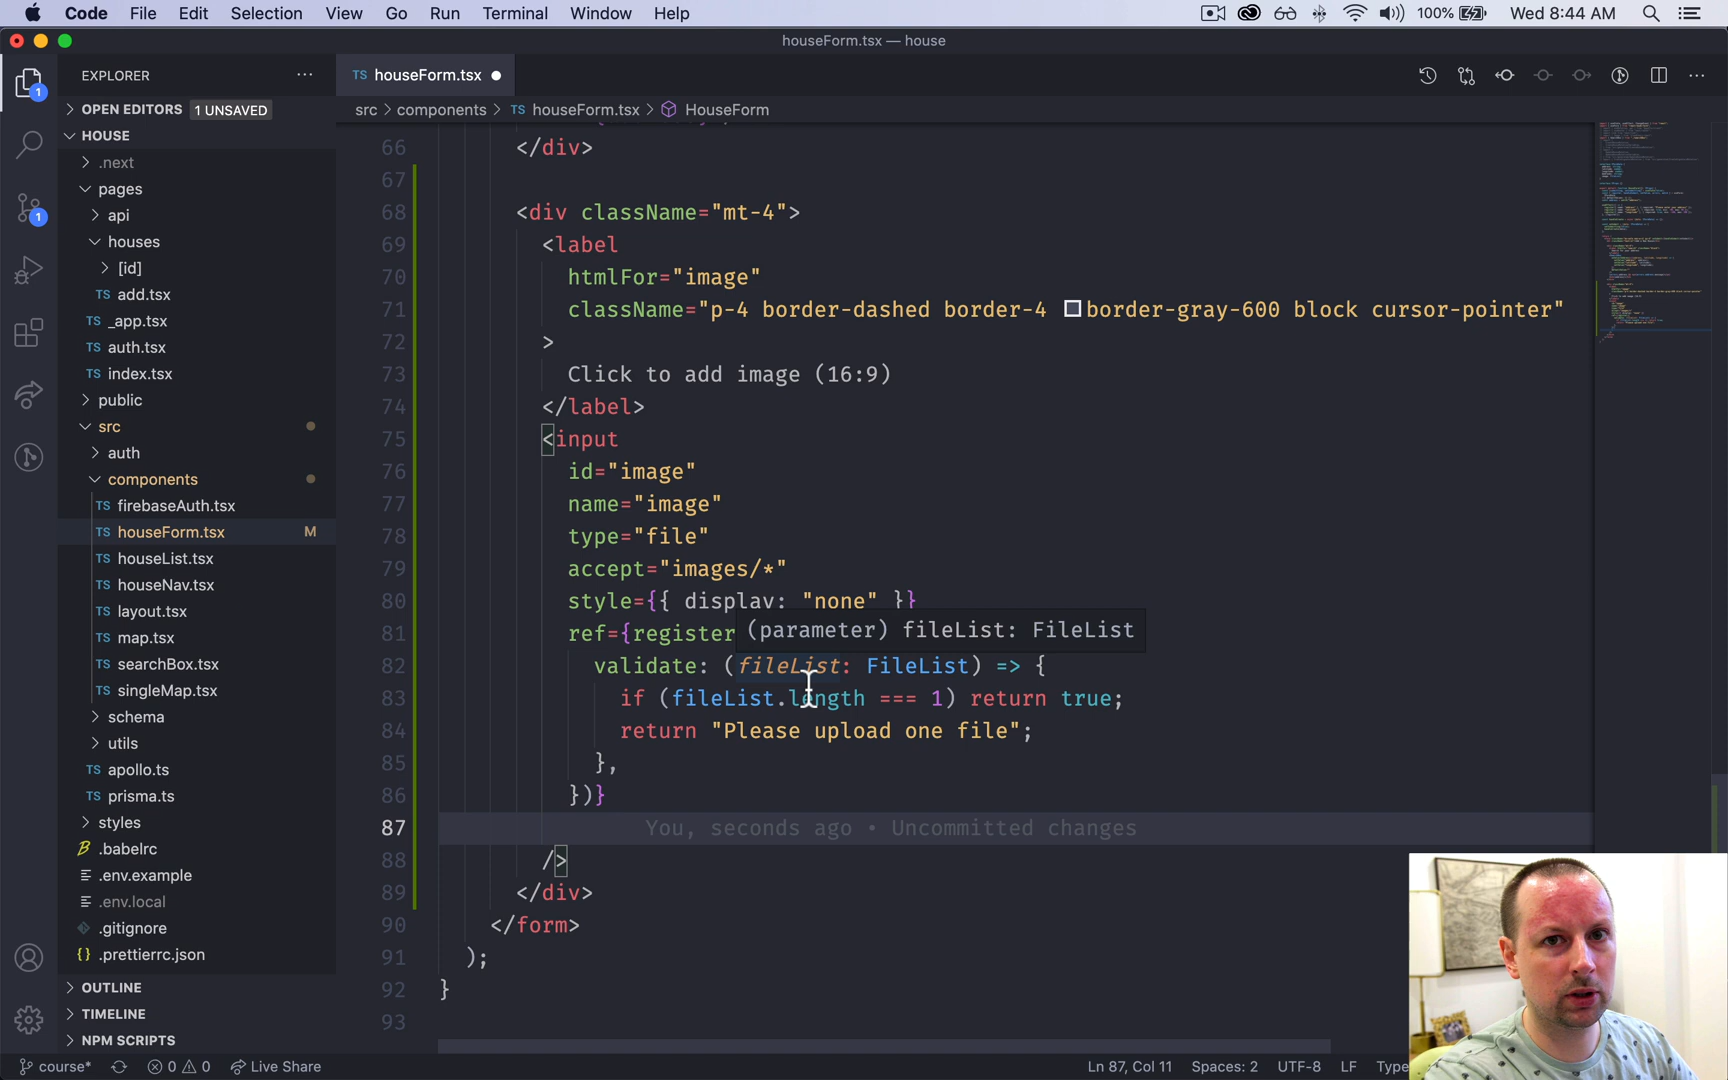 Code File Edit Selection View Go Run Terminal Window Help 100% Wed 8:44 AM
houseForm.tsx — house
EXPLORER ···
TS houseForm.tsx
OPEN EDITORS 1 UNSAVED
src > components > TS houseForm.tsx > HouseForm
HOUSE
.next
pages
api
houses
[id]
add.tsx
_app.tsx
auth.tsx
index.tsx
public
src
auth
components
TS firebaseAuth.tsx
TS houseForm.tsx M
TS houseList.tsx
TS houseNav.tsx
TS layout.tsx
TS map.tsx
TS searchBox.tsx
TS singleMap.tsx
schema
utils
TS apollo.ts
TS prisma.ts
styles
.babelrc
.env.example
.env.local
.gitignore
{} .prettierrc.json
OUTLINE
TIMELINE
NPM SCRIPTS
1
1
66 </div>
67
68 <div className="mt-4">
69 <label
70 htmlFor="image"
71 className="p-4 border-dashed border-4 border-gray-600 block cursor-pointer"
72 >
73 Click to add image (16:9)
74 </label>
75 <input
76 id="image"
77 name="image"
78 type="file"
79 accept="images/*"
80 style={{ display: "none" }}
81 ref={register
(parameter) fileList: FileList
82 validate: (fileList: FileList) => {
83 if (fileList.length === 1) return true;
84 return "Please upload one file";
85 },
86 })}
87 You, seconds ago • Uncommitted changes
88 />
89 </div>
90 </form>
91 );
92 }
93
course* 0 0 Live Share Ln 87, Col 11 Spaces: 2 UTF-8 LF Type